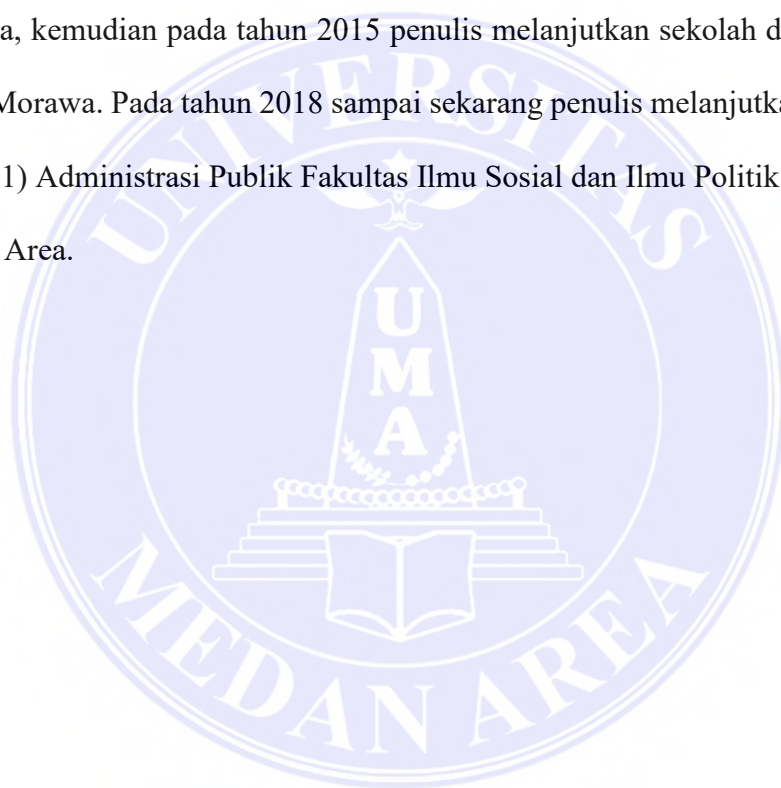 a, kemudian pada tahun 2015 penulis melanjutkan sekolah d
Morawa. Pada tahun 2018 sampai sekarang penulis melanjutka
1) Administrasi Publik Fakultas Ilmu Sosial dan Ilmu Politik
Area.
UNIVERSITAS
U
M
A
MEDAN AREA